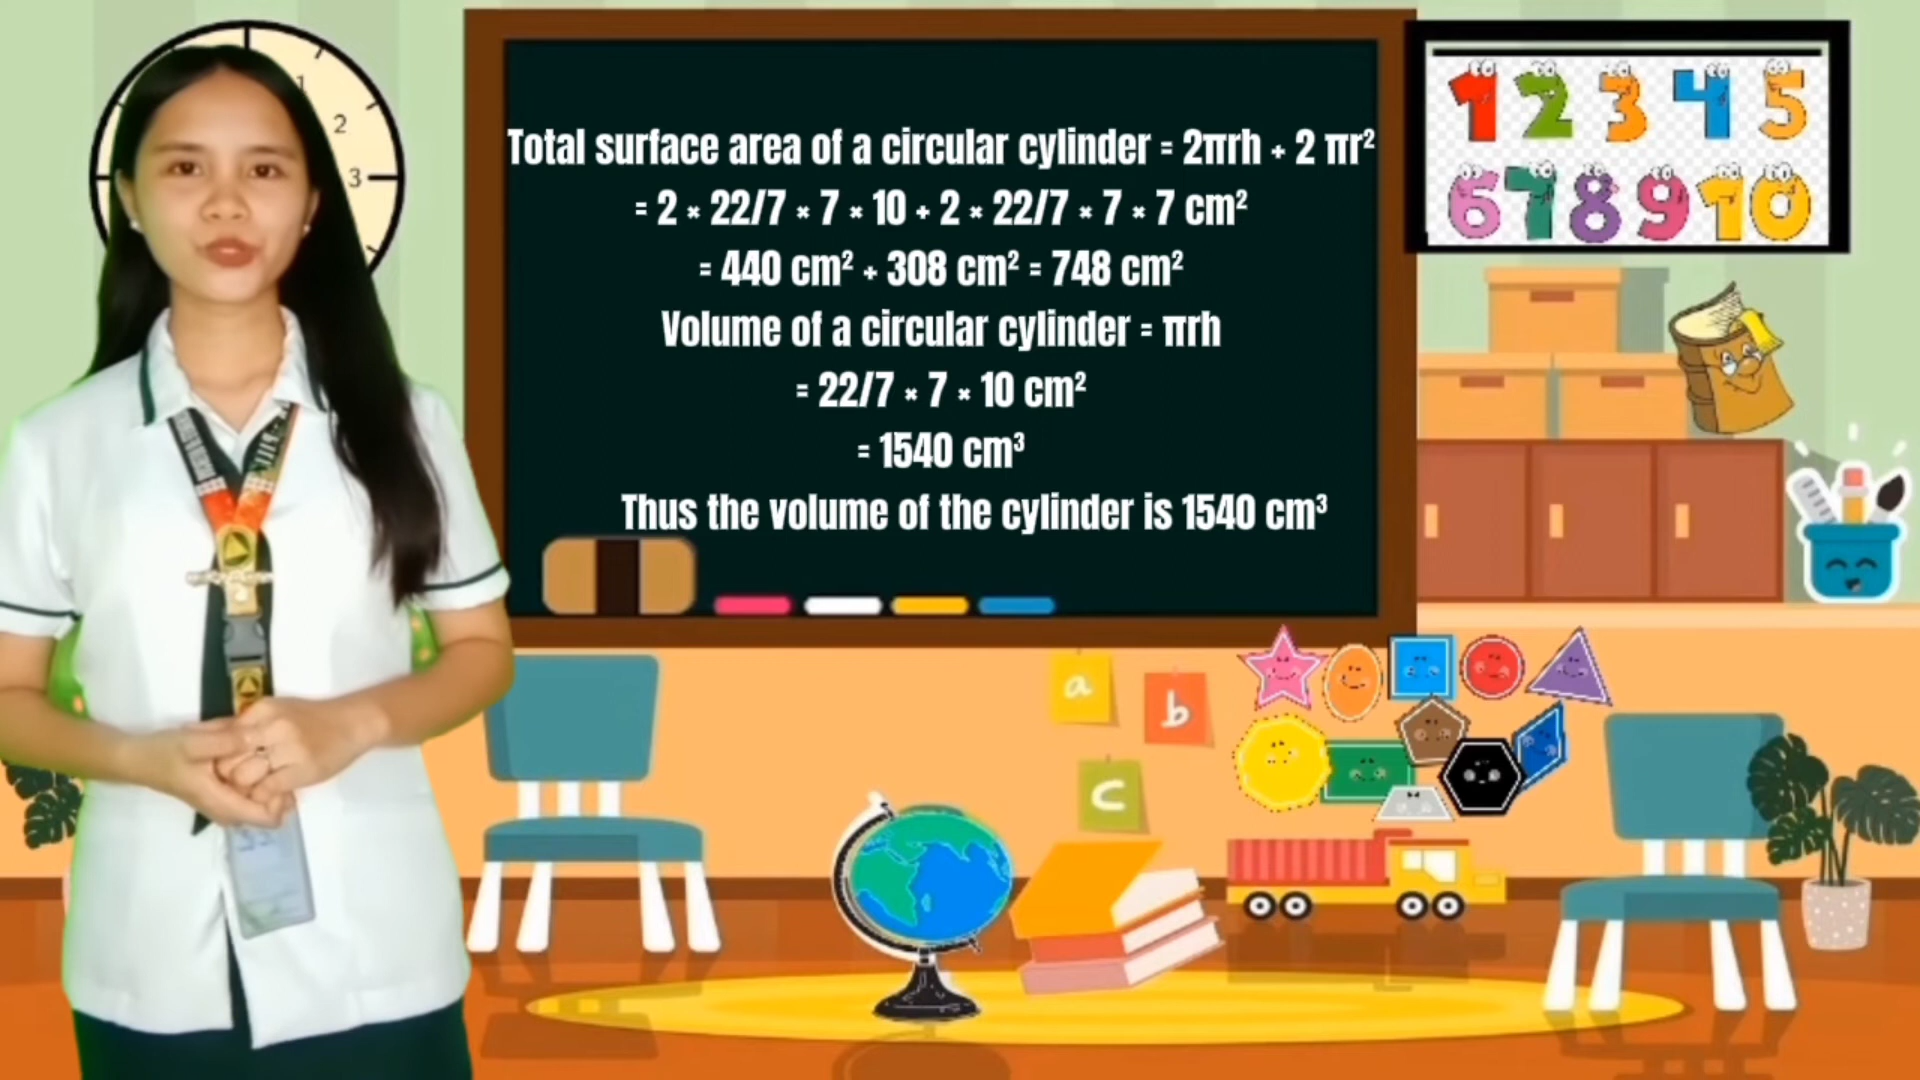 Total surface area of a circular cylinder = 2πrh + 2 πr²
= 2 × 22/7 × 7 × 10 + 2 × 22/7 × 7 × 7 cm²
= 440 cm² + 308 cm² = 748 cm²
Volume of a circular cylinder = πrh
= 22/7 × 7 × 10 cm²
= 1540 cm³
Thus the volume of the cylinder is 1540 cm³
1 2 3 4 5
6 7 8 9 10
1
2
3
a
b
c